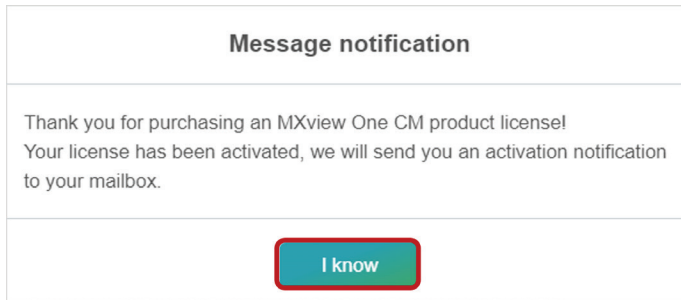 Message notification
Thank you for purchasing an MXview One CM product license!
Your license has been activated, we will send you an activation notification
to your mailbox.
I know